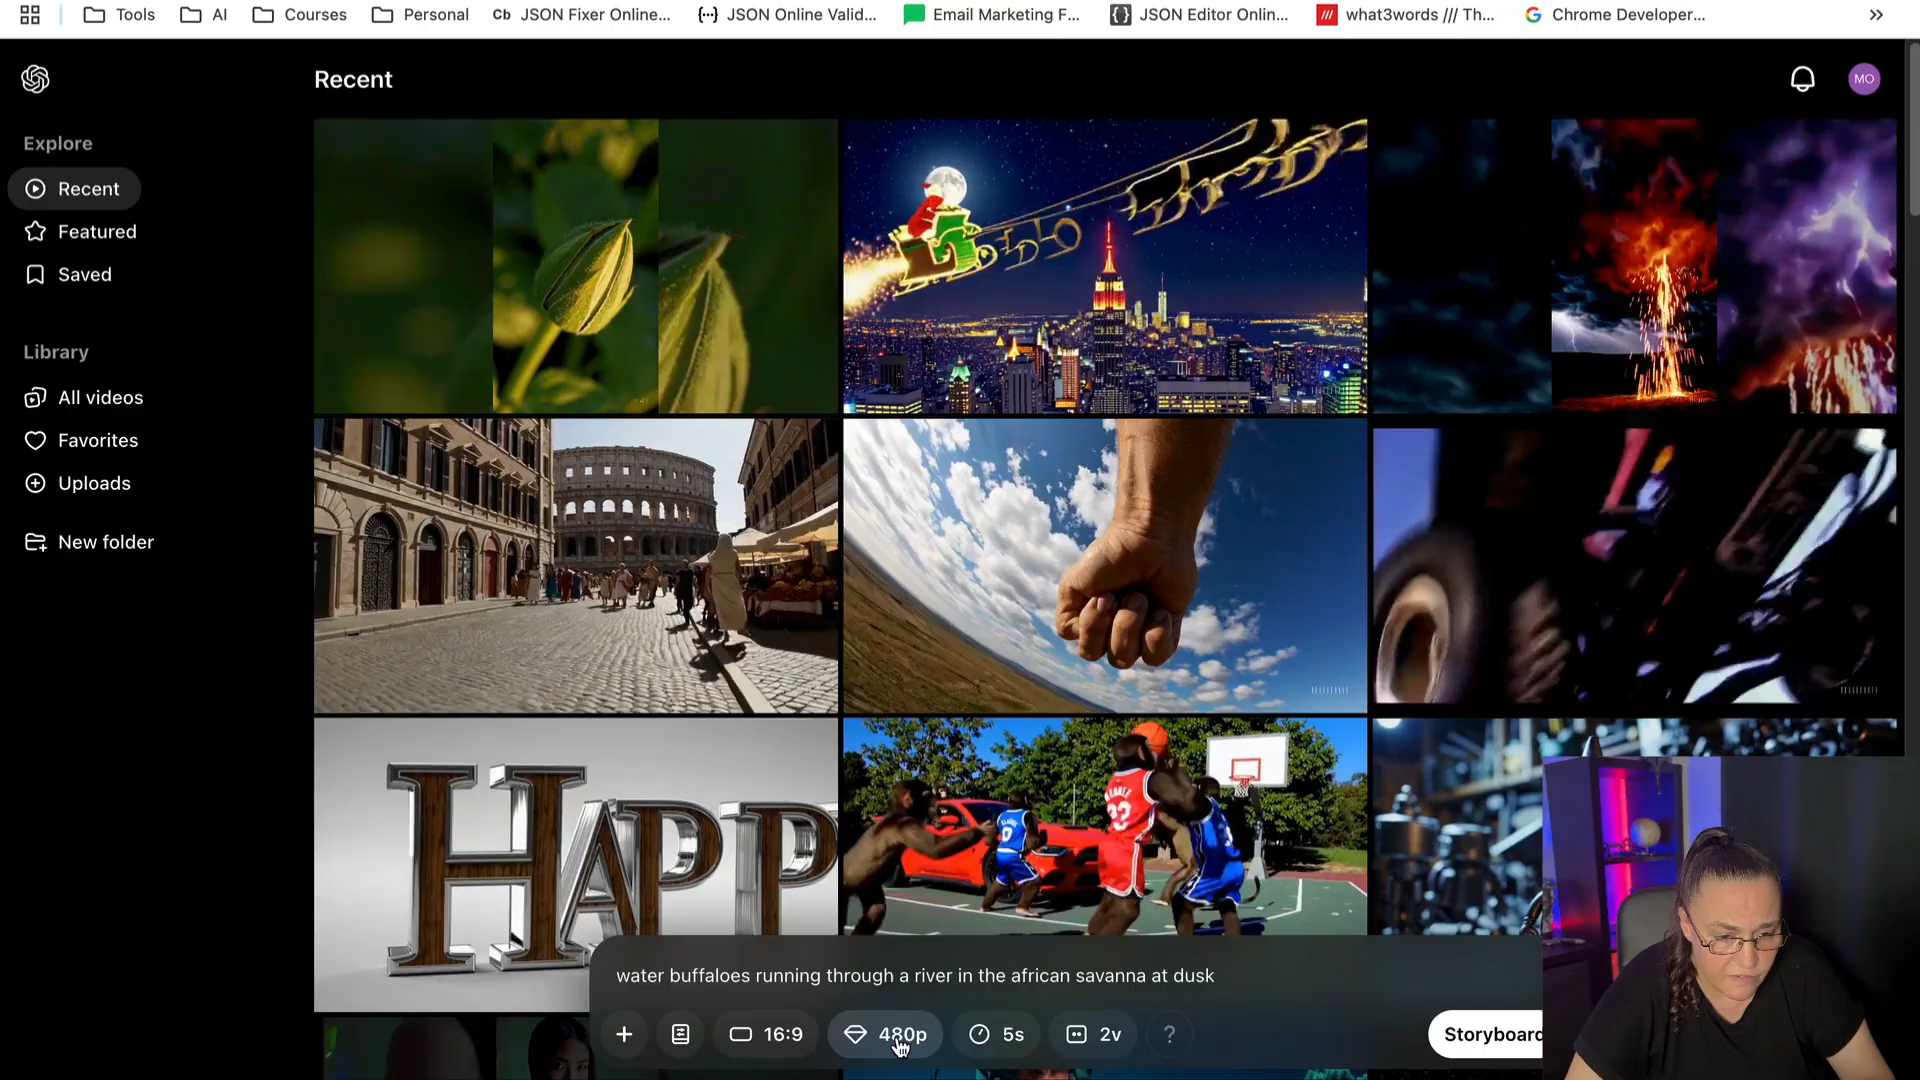 Tools
AI
Courses
Personal
Cb JSON Fixer Online...
JSON Online Valid...
Email Marketing F...
JSON Editor Onlin...
what3words /// Th...
Chrome Developer...
Recent
MO
Explore
Recent
Featured
Saved
Library
All videos
Favorites
Uploads
New folder
HAPP
33
water buffaloes running through a river in the african savanna at dusk
16:9
480p
5s
2v
?
Storyboard